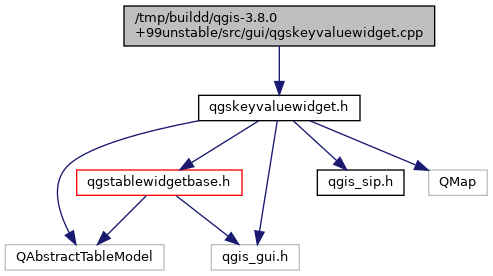 /tmp/buildd/qgis-3.8.0
+99unstable/src/gui/qgskeyvaluewidget.cpp
qgskeyvaluewidget.h
qgstablewidgetbase.h
qgis_sip.h
QMap
QAbstractTableModel
qgis_gui.h